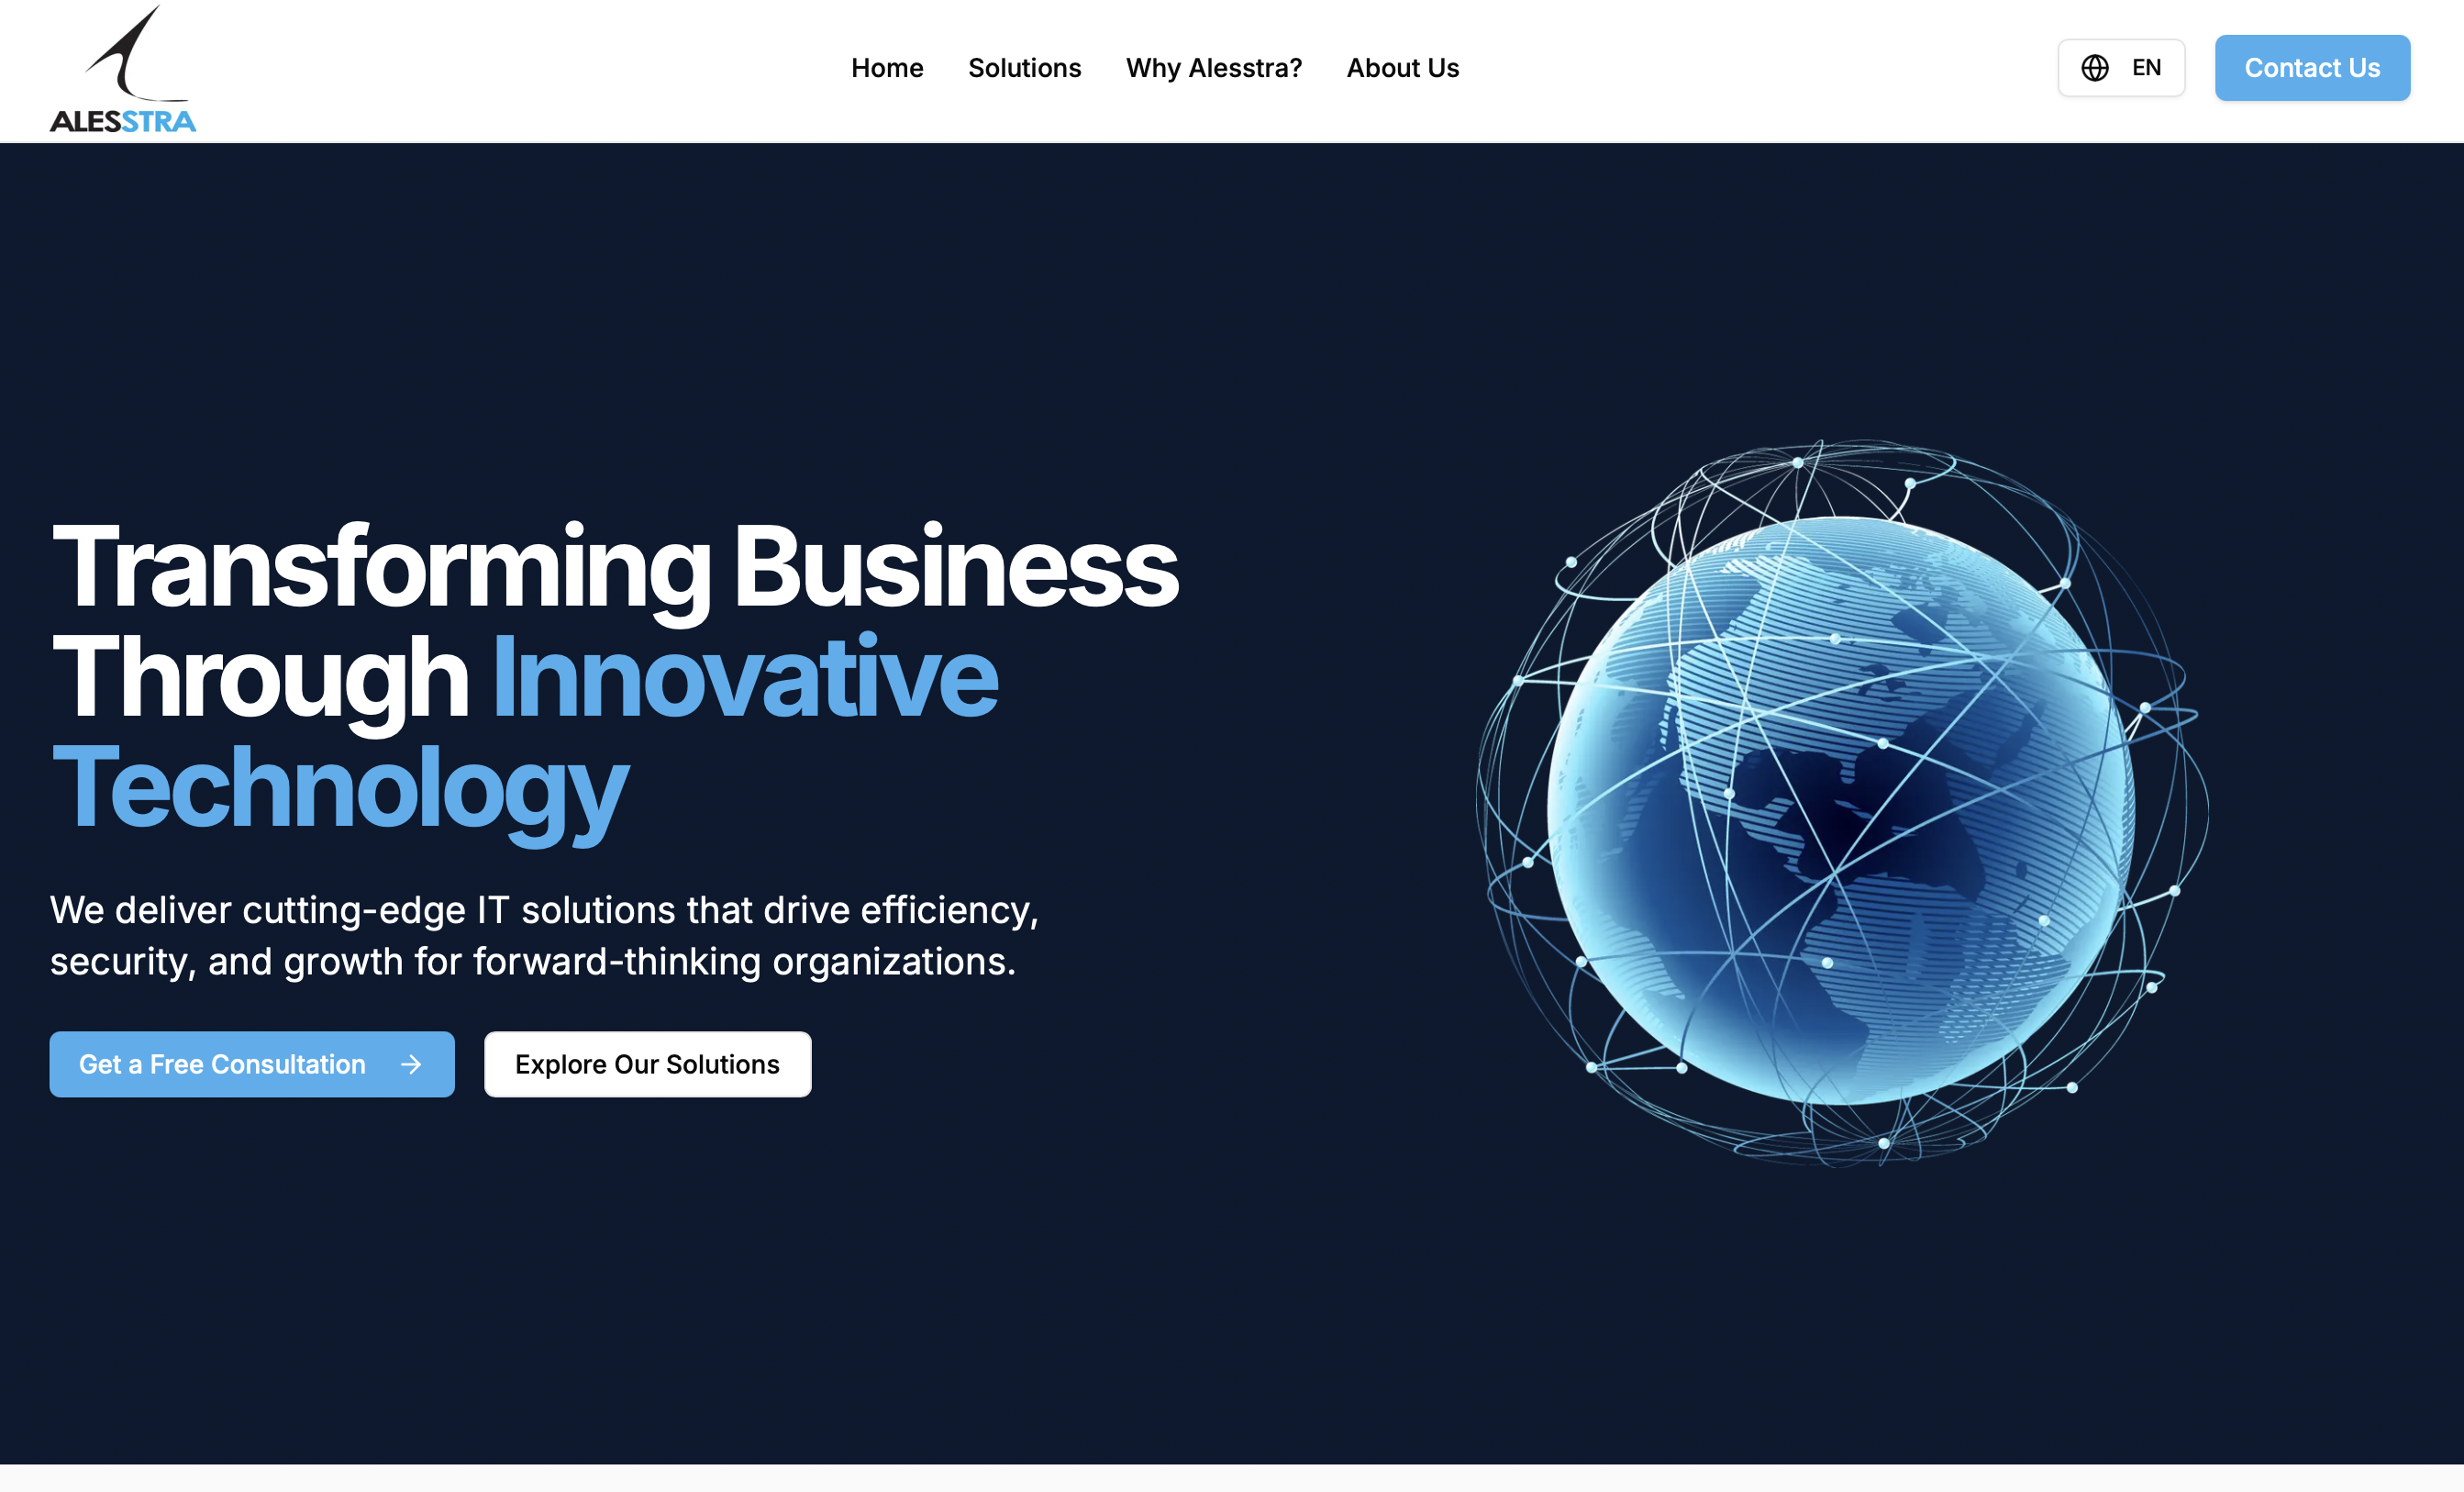 ALESSTRA
Home
Solutions
Why Alesstra?
About Us
EN
Contact Us
Transforming Business
Through Innovative
Technology
We deliver cutting-edge IT solutions that drive efficiency,
security, and growth for forward-thinking organizations.
Get a Free Consultation
Explore Our Solutions